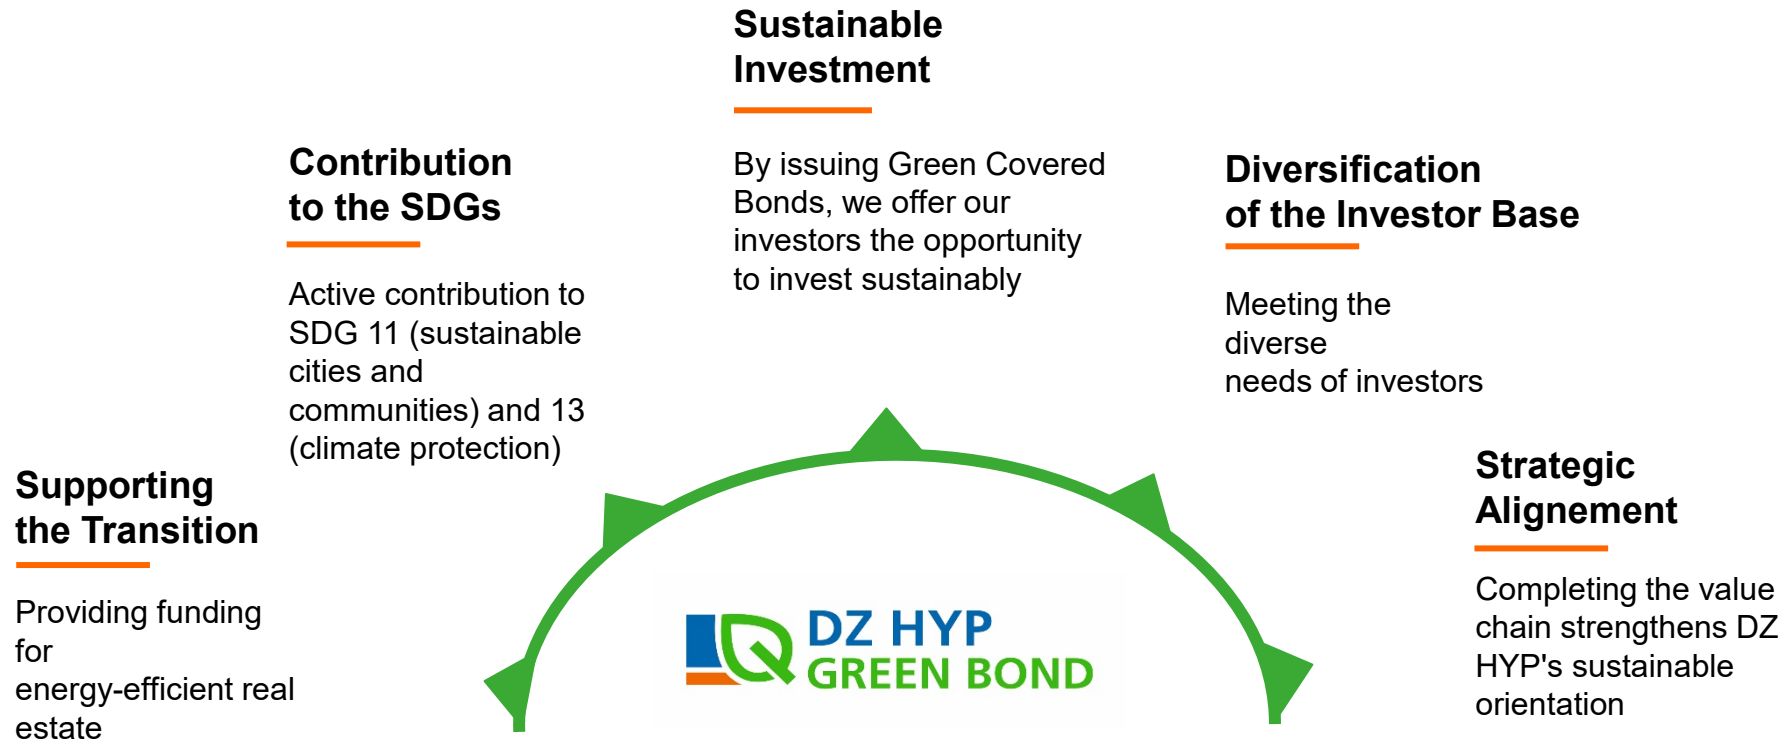 Sustainable
Investment
By issuing Green Covered
Bonds, we offer our
investors the opportunity
to invest sustainably
Contribution
to the SDGs
Active contribution to
SDG 11 (sustainable
cities and
communities) and 13
(climate protection)
Diversification
of the Investor Base
Meeting the
diverse
needs of investors
Supporting
the Transition
Providing funding
for
energy-efficient real
estate
Strategic
Alignement
Completing the value
chain strengthens DZ
HYP's sustainable
orientation
DZ HYP
GREEN BOND